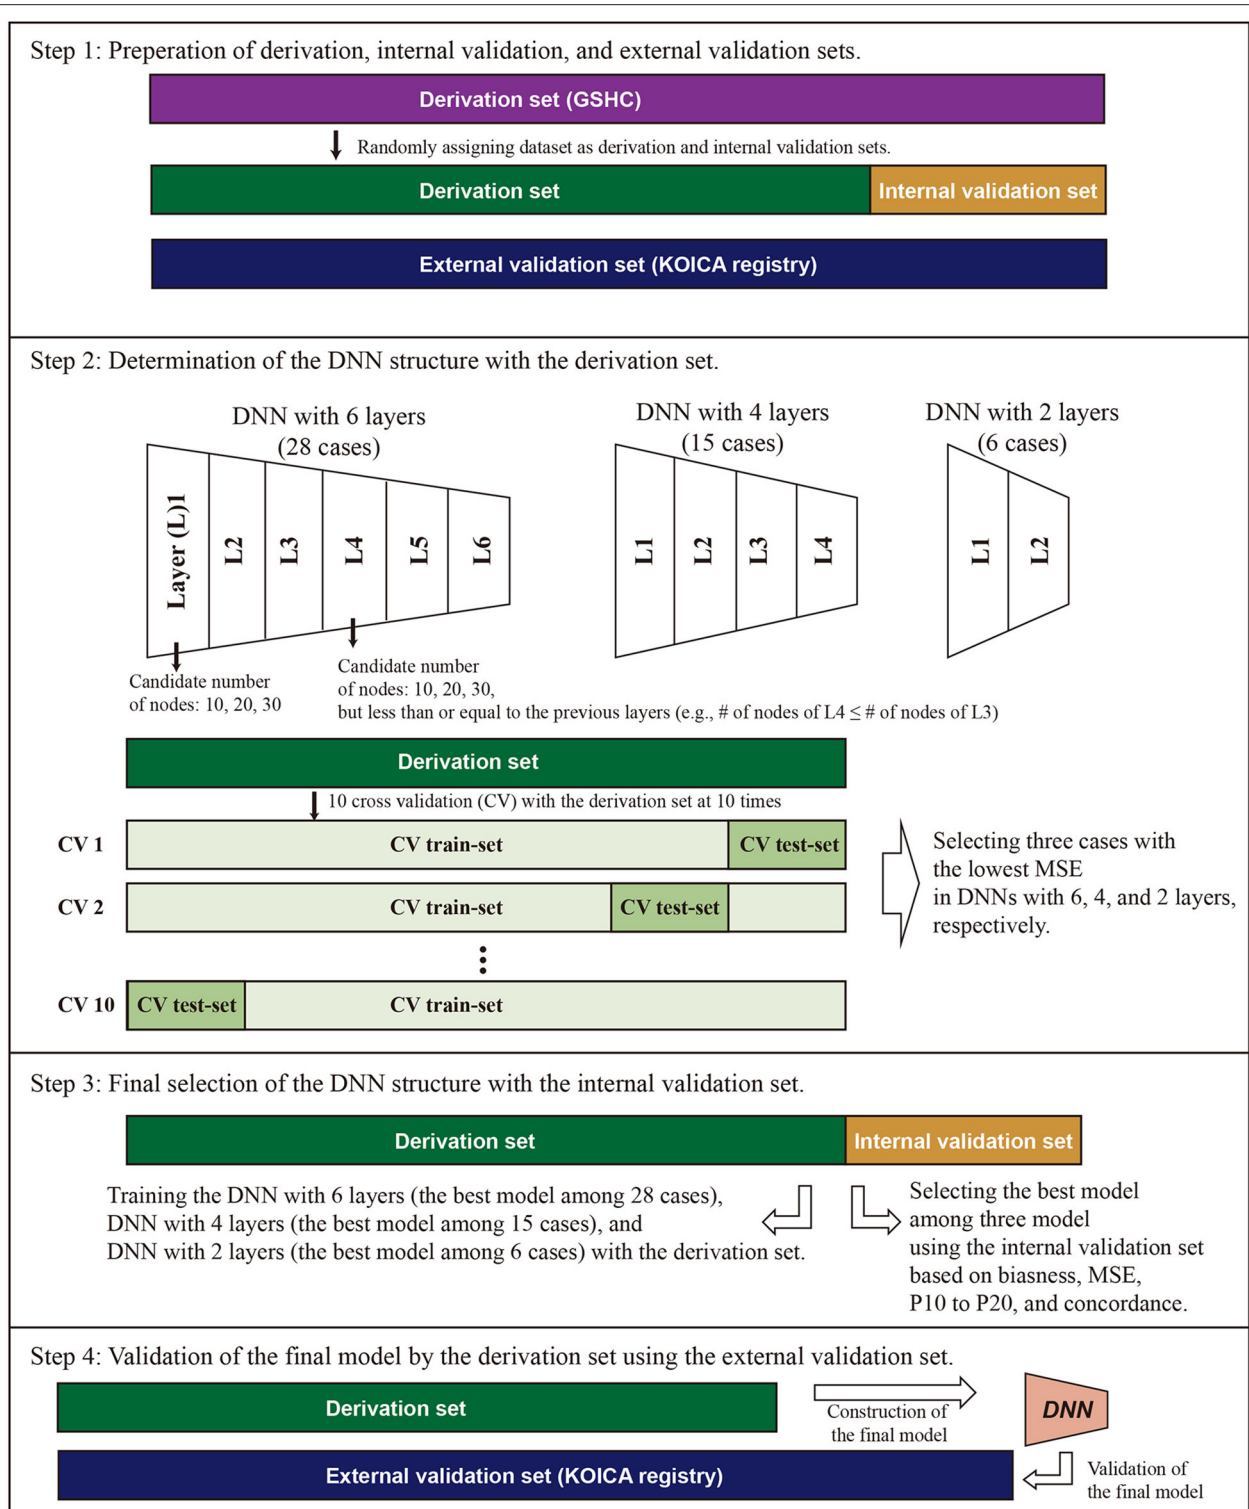 Step 1: Preperation of derivation, internal validation, and external validation sets.
Derivation set (GSHC)
Randomly assigning dataset as derivation and internal validation sets.
Derivation set
Internal validation set
External validation set (KOICA registry)
Step 2: Determination of the DNN structure with the derivation set.
DNN with 6 layers
(28 cases)
DNN with 4 layers
(15 cases)
DNN with 2 layers
(6 cases)
Layer (L)1
L2
L3
L4
L5
L6
L1
L2
L3
L4
L1
L2
Candidate number
of nodes: 10, 20, 30
Candidate number
of nodes: 10, 20, 30,
but less than or equal to the previous layers (e.g., # of nodes of L4 ≤ # of nodes of L3)
Derivation set
10 cross validation (CV) with the derivation set at 10 times
CV 1
CV train-set
CV test-set
CV 2
CV train-set
CV test-set
CV 10
CV test-set
CV train-set
Selecting three cases with
the lowest MSE
in DNNs with 6, 4, and 2 layers,
respectively.
Step 3: Final selection of the DNN structure with the internal validation set.
Derivation set
Internal validation set
Training the DNN with 6 layers (the best model among 28 cases),
DNN with 4 layers (the best model among 15 cases), and
DNN with 2 layers (the best model among 6 cases) with the derivation set.
Selecting the best model
among three model
using the internal validation set
based on biasness, MSE,
P10 to P20, and concordance.
Step 4: Validation of the final model by the derivation set using the external validation set.
Derivation set
Construction of
the final model
DNN
External validation set (KOICA registry)
Validation of
the final model